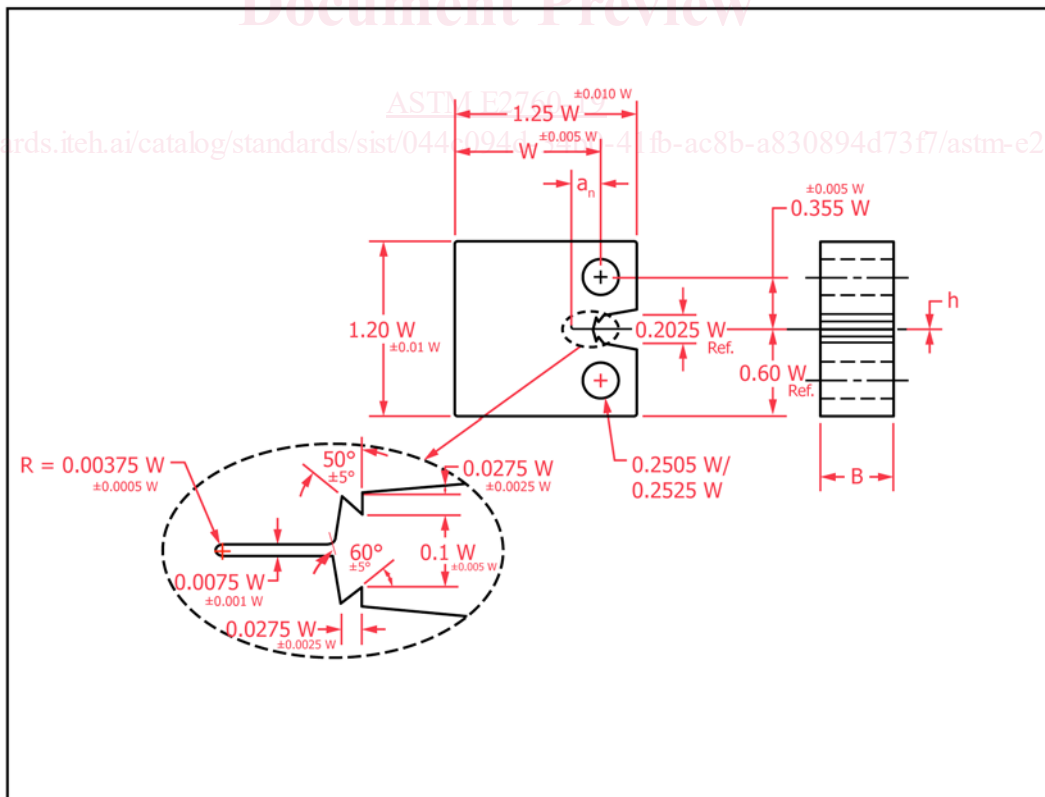 Document Preview
ASTM E2760-19
±0.010 W
1.25 W
±0.005 W
W
a_n
±0.005 W
0.355 W
h
1.20 W
±0.01 W
0.2025 W
Ref.
0.60 W
Ref.
R = 0.00375 W
±0.0005 W
50°
±5°
0.0275 W
±0.0025 W
0.2505 W/
0.2525 W
B
60°
±5°
0.1 W
±0.005 W
0.0075 W
±0.001 W
0.0275 W
±0.0025 W